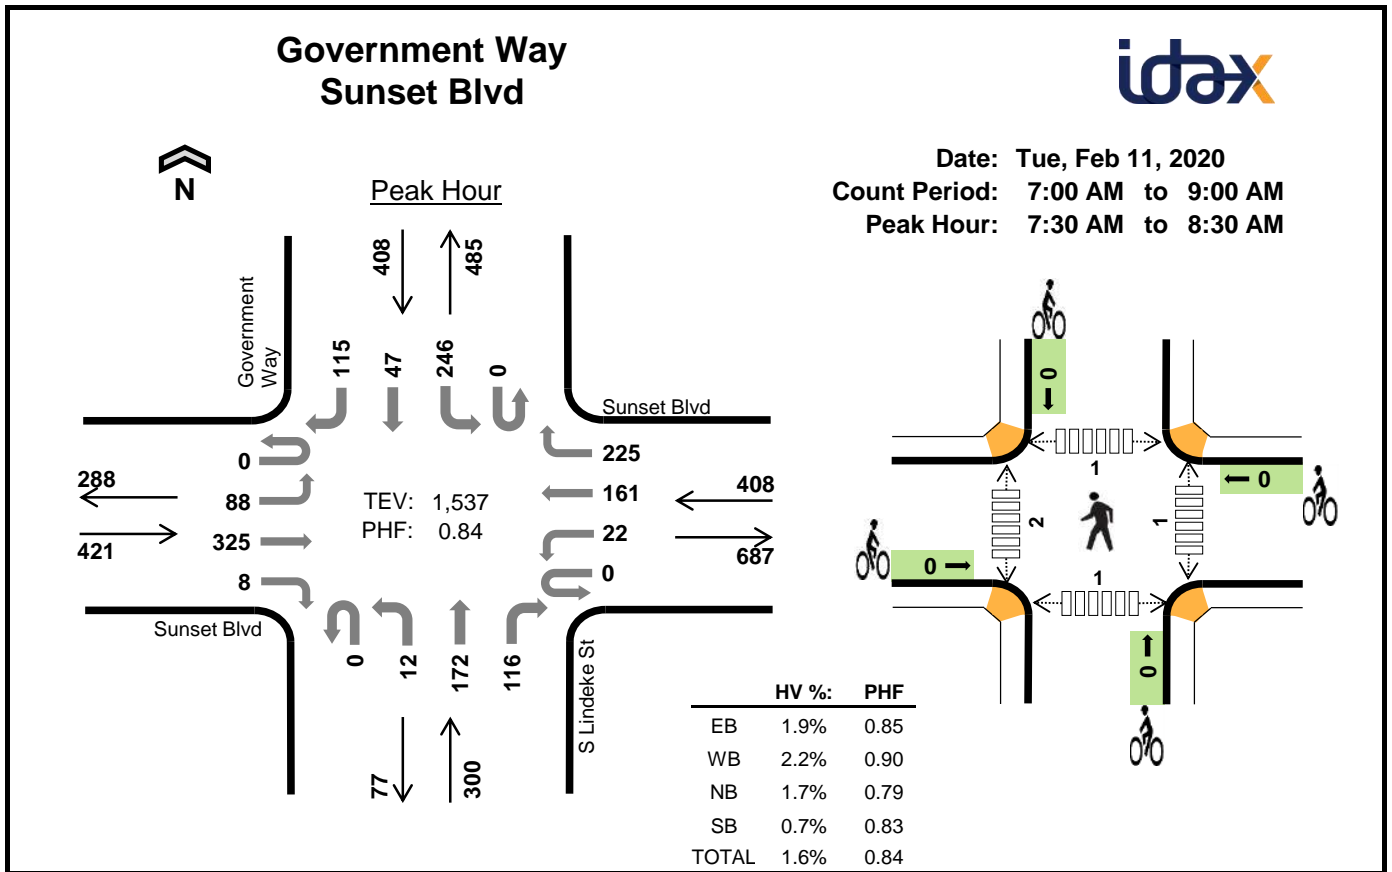 Government Way
Sunset Blvd
idax
N
Peak Hour
Date: Tue, Feb 11, 2020
Count Period: 7:00 AM to 9:00 AM
Peak Hour: 7:30 AM to 8:30 AM
408
485
Government
Way
115
47
246
0
Sunset Blvd
0
88
325
8
288
421
TEV: 1,537
PHF: 0.84
225
161
22
0
408
687
Sunset Blvd
0
12
172
116
S Lindeke St
77
300
0
1
0
2
1
0
1
0
HV %: PHF
EB 1.9% 0.85
WB 2.2% 0.90
NB 1.7% 0.79
SB 0.7% 0.83
TOTAL 1.6% 0.84